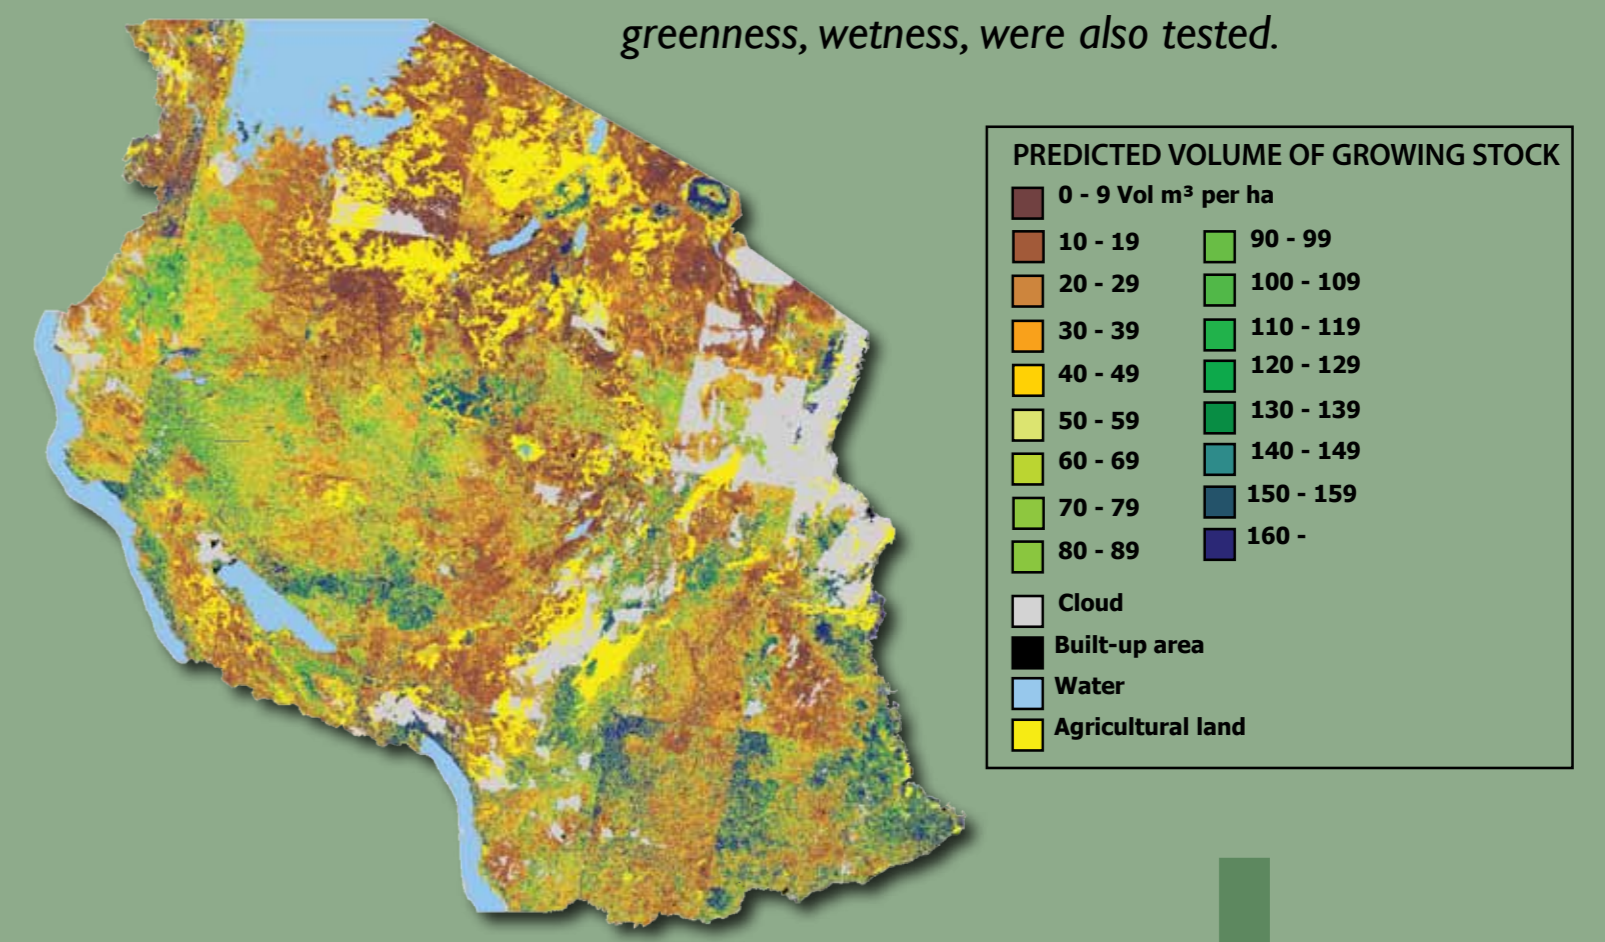 greenness, wetness, were also tested.
PREDICTED VOLUME OF GROWING STOCK
0 - 9 Vol m³ per ha
10 - 19
20 - 29
30 - 39
40 - 49
50 - 59
60 - 69
70 - 79
80 - 89
90 - 99
100 - 109
110 - 119
120 - 129
130 - 139
140 - 149
150 - 159
160 -
Cloud
Built-up area
Water
Agricultural land